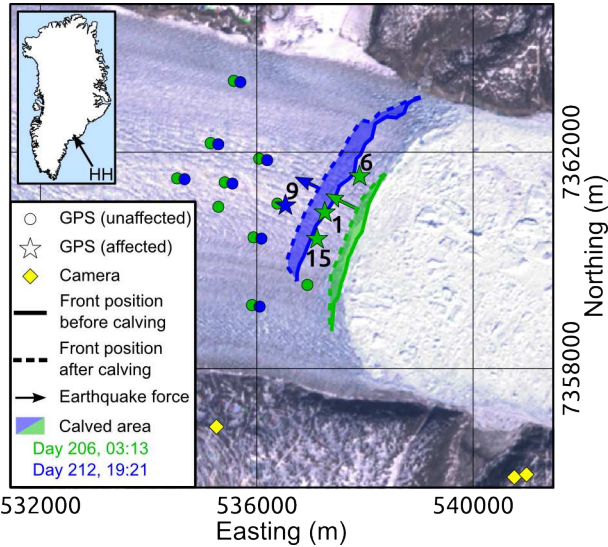 HH
6
9
1
15
GPS (unaffected)
GPS (affected)
Camera
Front position
before calving
Front position
after calving
Earthquake force
Calved area
Day 206, 03:13
Day 212, 19:21
7362000
7358000
Northing (m)
532000 536000 540000
Easting (m)